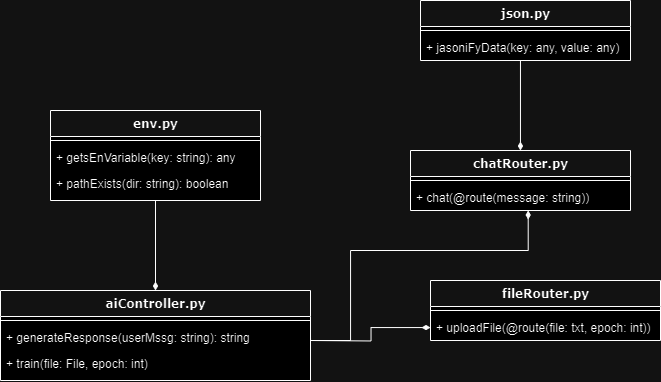 json.py
+ jasoniFyData(key: any, value: any)
env.py
+ getsEnVariable(key: string): any
+ pathExists(dir: string): boolean
chatRouter.py
+ chat(@route(message: string))
aiController.py
+ generateResponse(userMssg: string): string
+ train(file: File, epoch: int)
fileRouter.py
+ uploadFile(@route(file: txt, epoch: int))